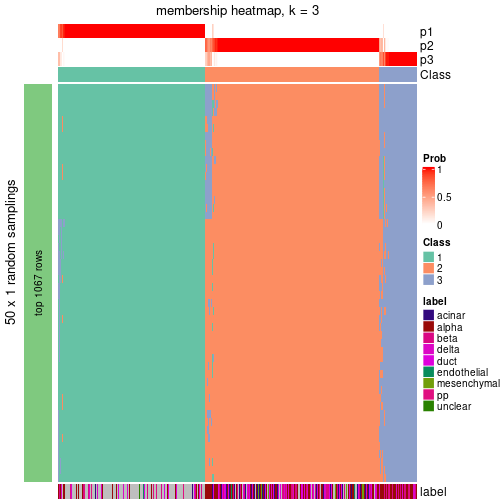 membership heatmap, k = 3
p1
p2
p3
Class
50 x 1 random samplings
top 1067 rows
Prob
1
0.5
0
Class
1
2
3
label
acinar
alpha
beta
delta
duct
endothelial
mesenchymal
pp
unclear
label